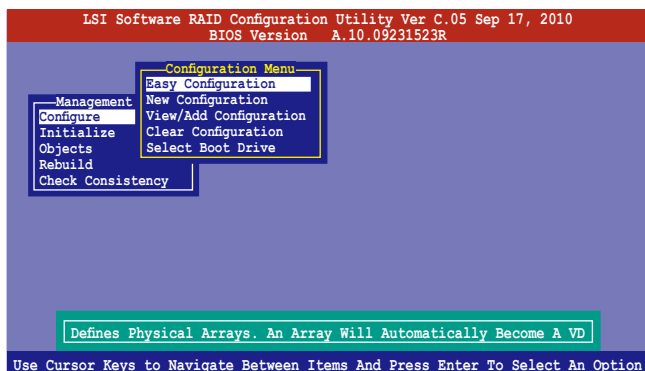 LSI Software RAID Configuration Utility Ver C.05 Sep 17, 2010
BIOS Version A.10.09231523R
Configuration Menu
Easy Configuration
New Configuration
View/Add Configuration
Clear Configuration
Select Boot Drive
Management
Configure
Initialize
Objects
Rebuild
Check Consistency
Defines Physical Arrays. An Array Will Automatically Become A VD
Use Cursor Keys to Navigate Between Items And Press Enter To Select An Option